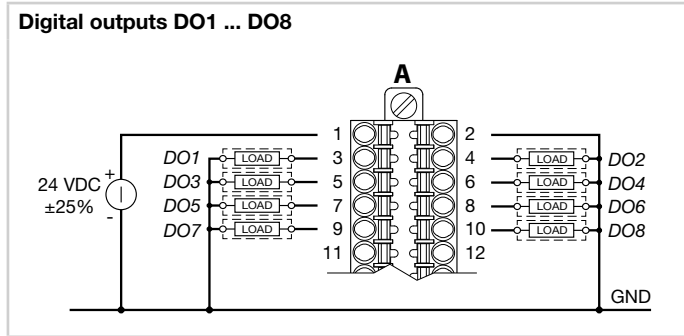 Digital outputs DO1 ... DO8
A
1 2
DO1 LOAD 3 4 LOAD DO2
24 VDC + DO3 LOAD 5 6 LOAD DO4
±25% - DO5 LOAD 7 8 LOAD DO6
DO7 LOAD 9 10 LOAD DO8
11 12
GND